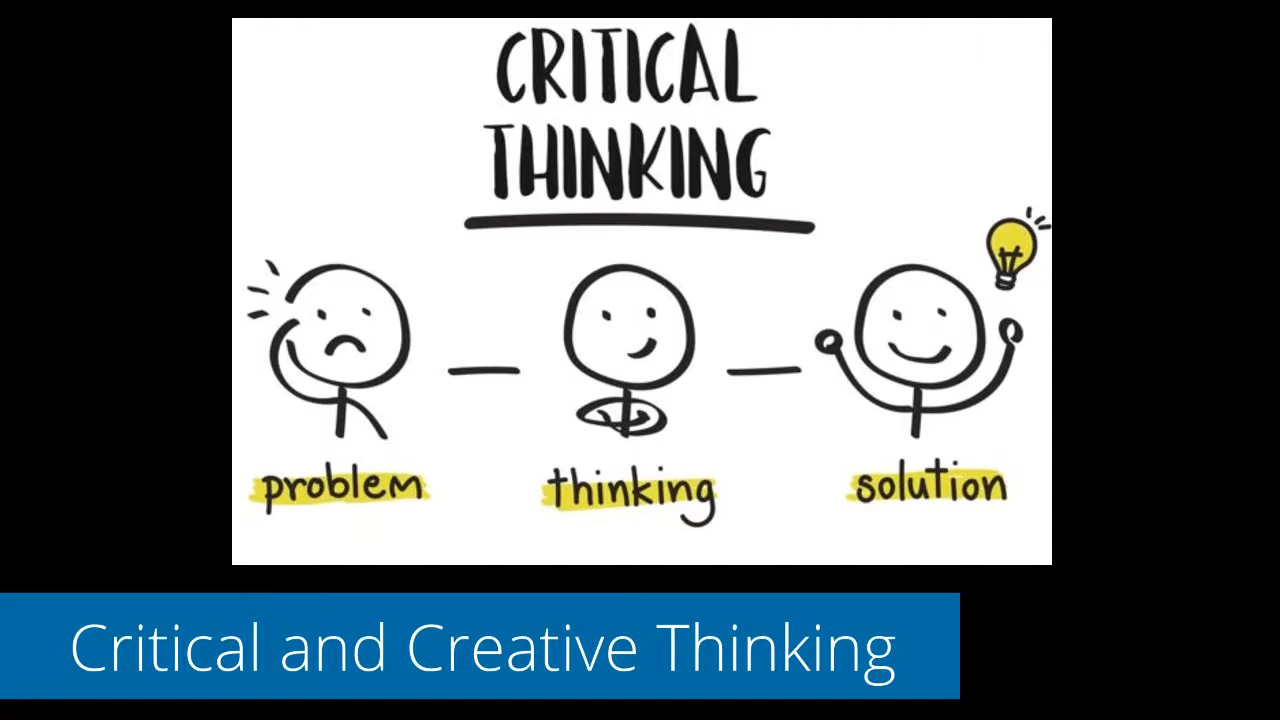 CRITICAL
THINKING
problem
thinking
solution
Critical and Creative Thinking